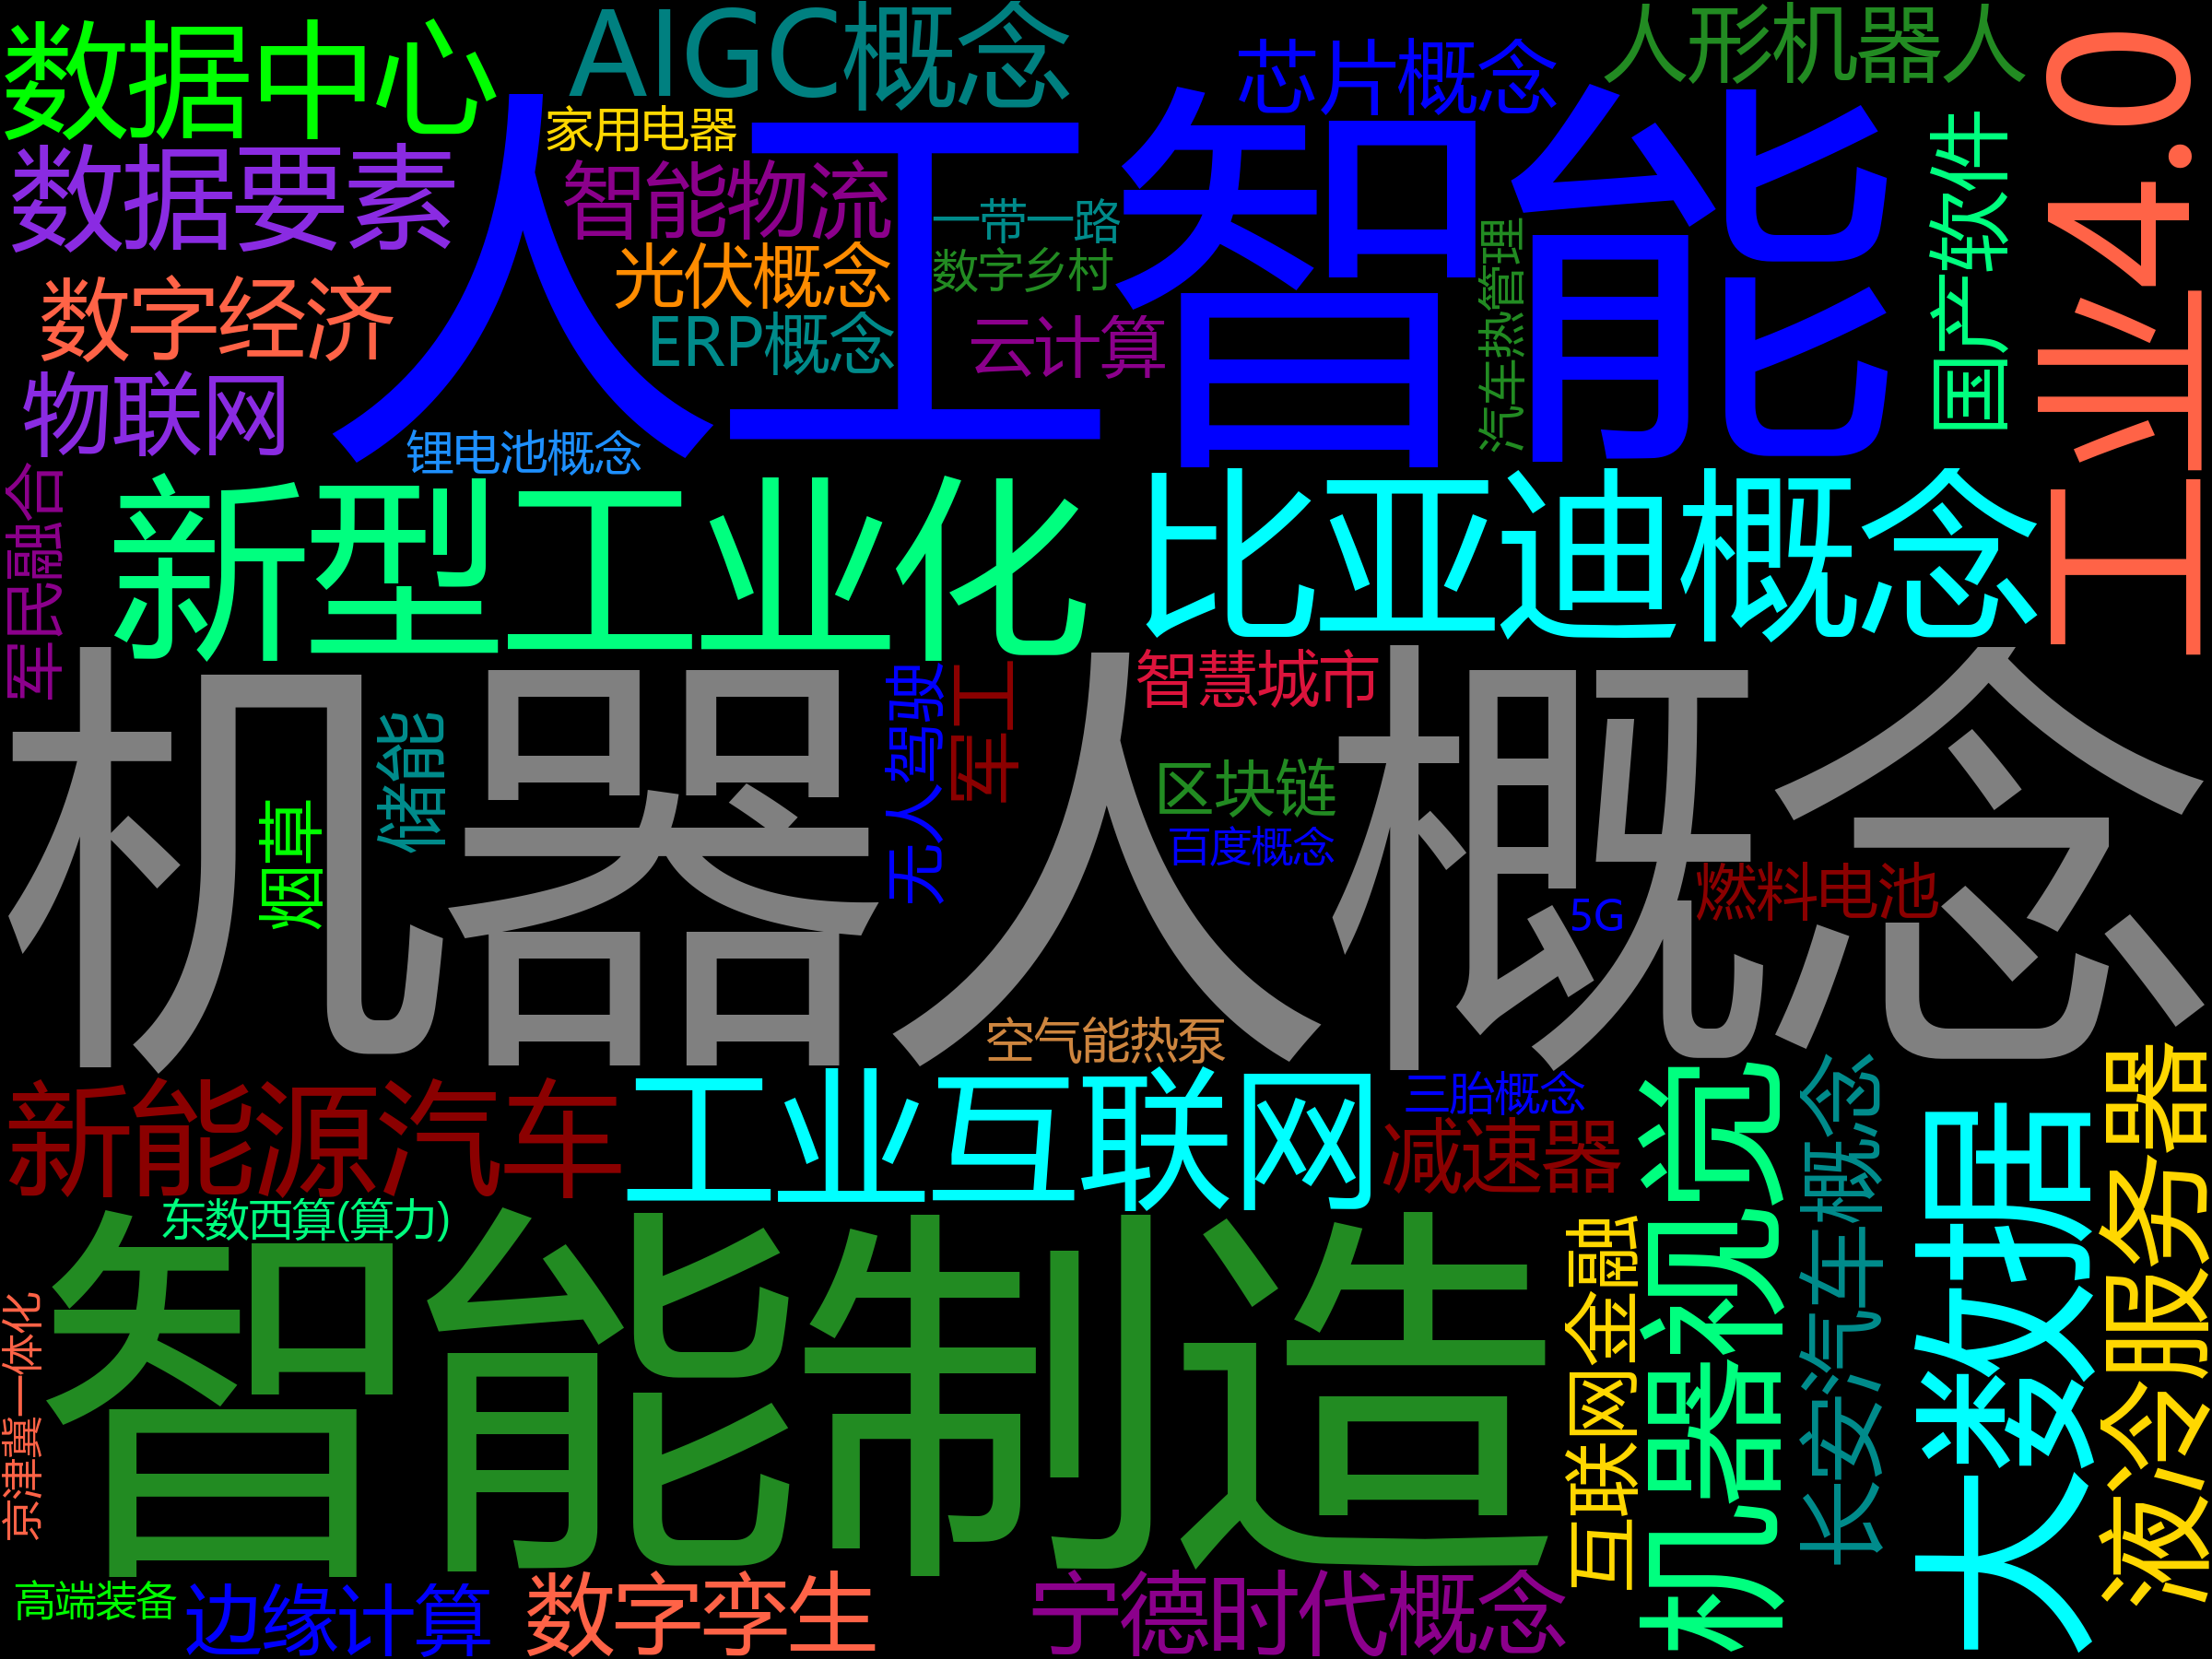 数据中心
AIGC概念
芯片概念
人形机器人
工业4.0
家用电器
人工智能
数据要素
智能物流
一带一路
国产软件
数字乡村
光伏概念
汽车热管理
数字经济
ERP概念
云计算
物联网
锂电池概念
军民融合
新型工业化
比亚迪概念
机器人概念
智慧城市
无人驾驶
军工
储能
烟草
区块链
百度概念
燃料电池
5G
空气能热泵
新能源汽车
工业互联网
三胎概念
减速器
机器视觉
长安汽车概念
大数据
液冷服务器
东数西算(算力)
智能制造
互联网金融
京津冀一体化
高端装备
边缘计算
数字孪生
宁德时代概念